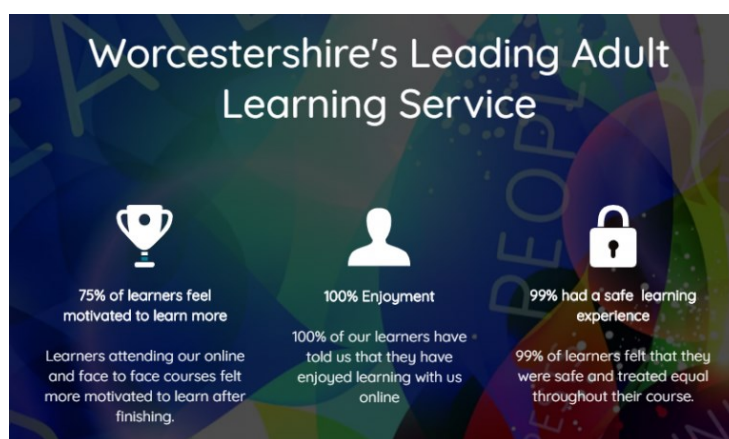 Worcestershire's Leading Adult
Learning Service
PEOPLE
75% of learners feel
motivated to learn more
Learners attending our online
and face to face courses felt
more motivated to learn after
finishing.
100% Enjoyment
100% of our learners have
told us that they have
enjoyed learning with us
online
99% had a safe learning
experience
99% of learners felt that they
were safe and treated equal
throughout their course.